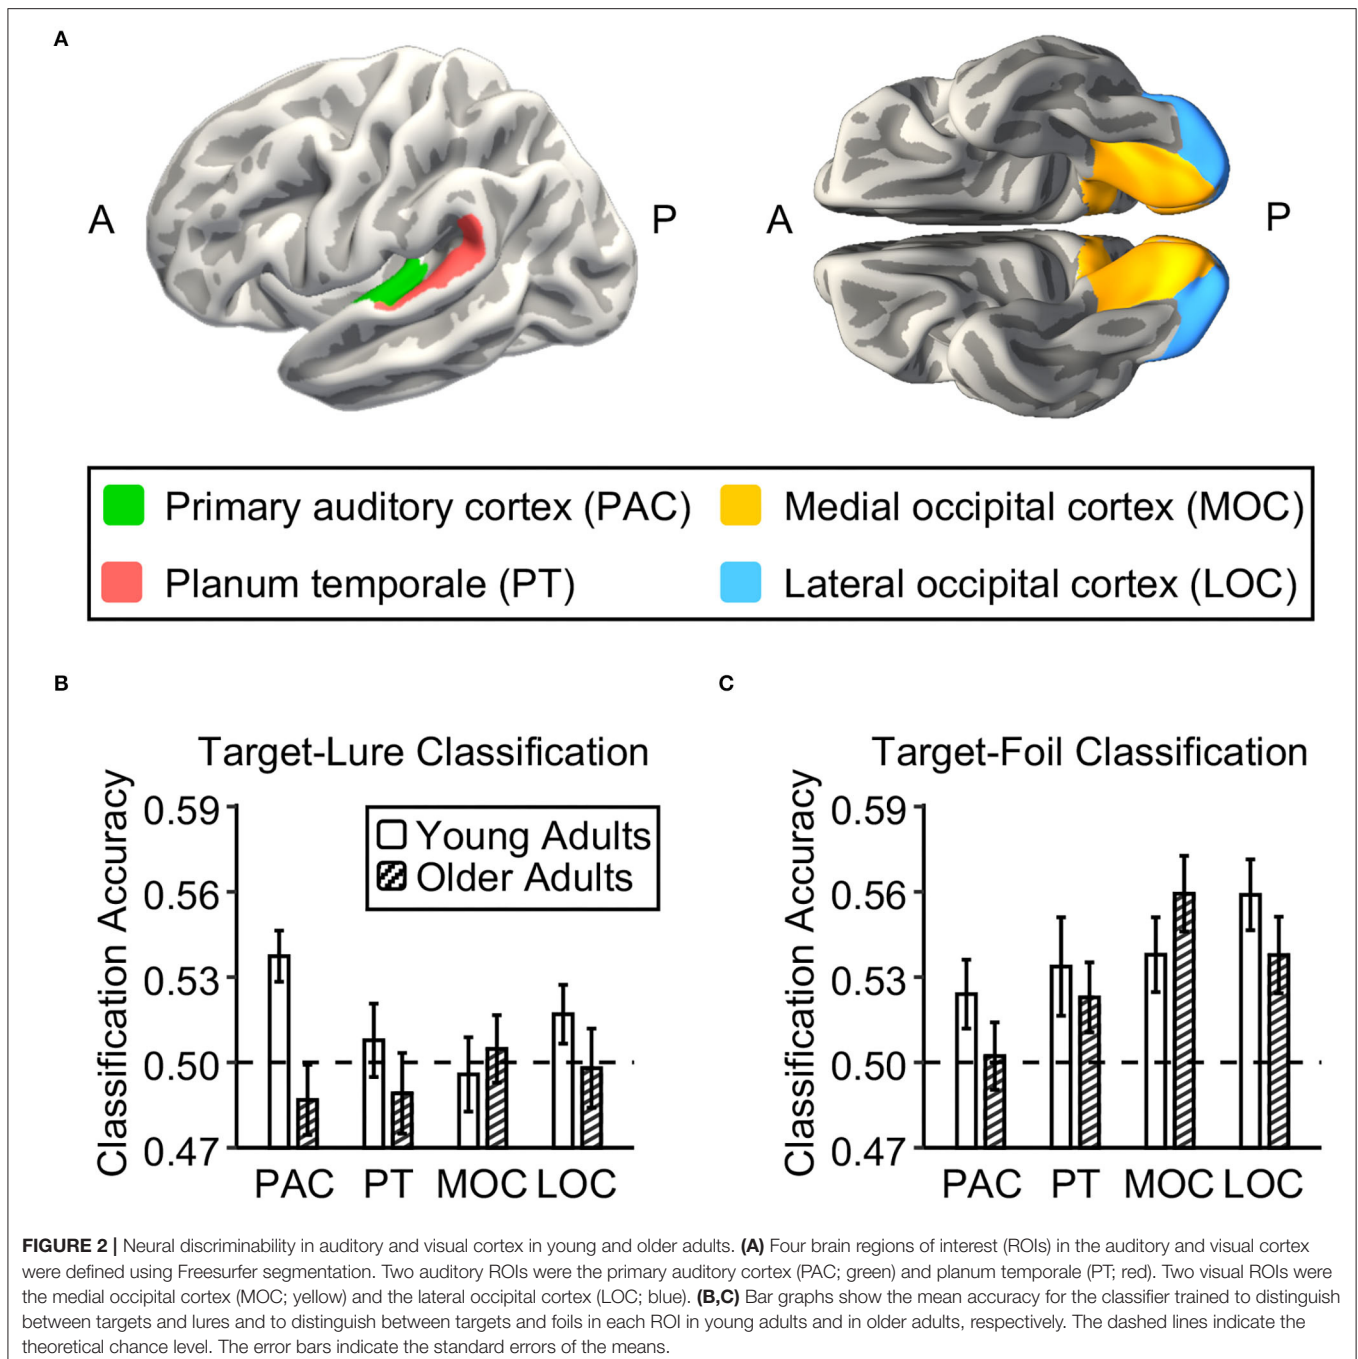 A
A
P
A
P
Primary auditory cortex (PAC)
Medial occipital cortex (MOC)
Planum temporale (PT)
Lateral occipital cortex (LOC)
B
Target-Lure Classification
Classification Accuracy
0.59
0.56
0.53
0.50
0.47
Young Adults
Older Adults
PAC PT MOC LOC
C
Target-Foil Classification
Classification Accuracy
0.59
0.56
0.53
0.50
0.47
PAC PT MOC LOC
FIGURE 2 | Neural discriminability in auditory and visual cortex in young and older adults. (A) Four brain regions of interest (ROIs) in the auditory and visual cortex
were defined using Freesurfer segmentation. Two auditory ROIs were the primary auditory cortex (PAC; green) and planum temporale (PT; red). Two visual ROIs were
the medial occipital cortex (MOC; yellow) and the lateral occipital cortex (LOC; blue). (B,C) Bar graphs show the mean accuracy for the classifier trained to distinguish
between targets and lures and to distinguish between targets and foils in each ROI in young adults and in older adults, respectively. The dashed lines indicate the
theoretical chance level. The error bars indicate the standard errors of the means.